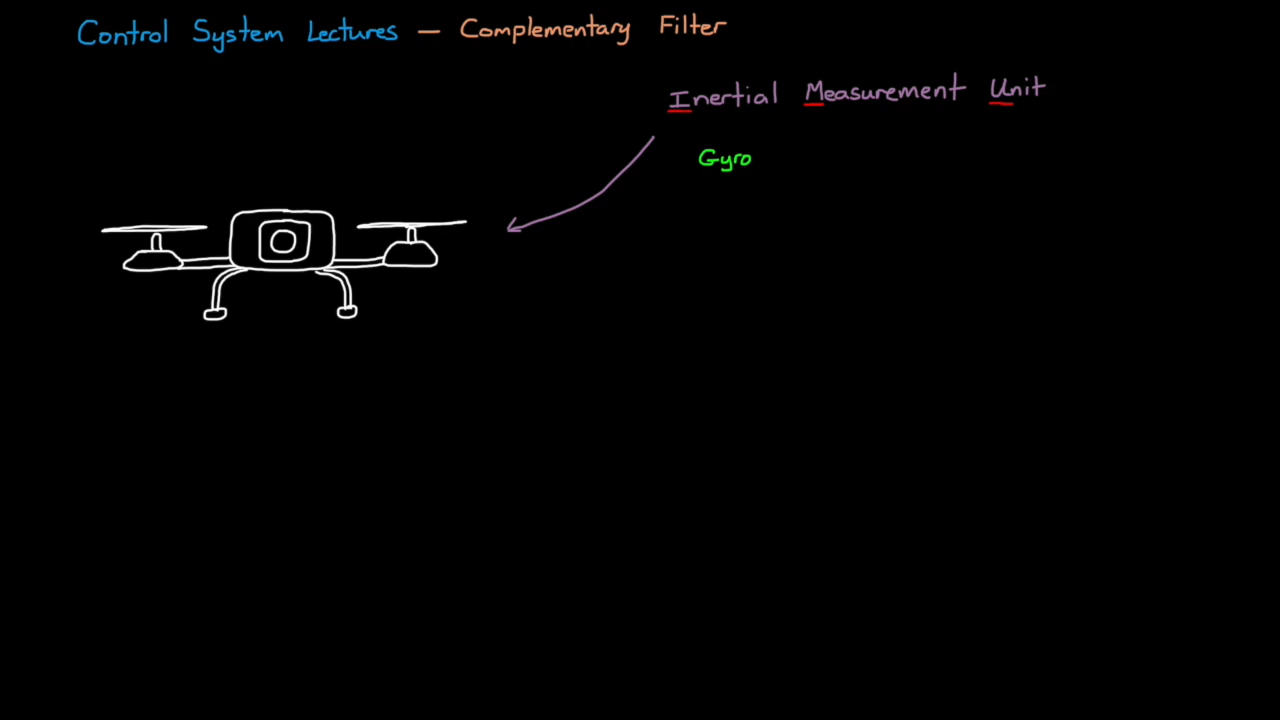 Control System Lectures – Complementary Filter
Inertial Measurement Unit
Gyro